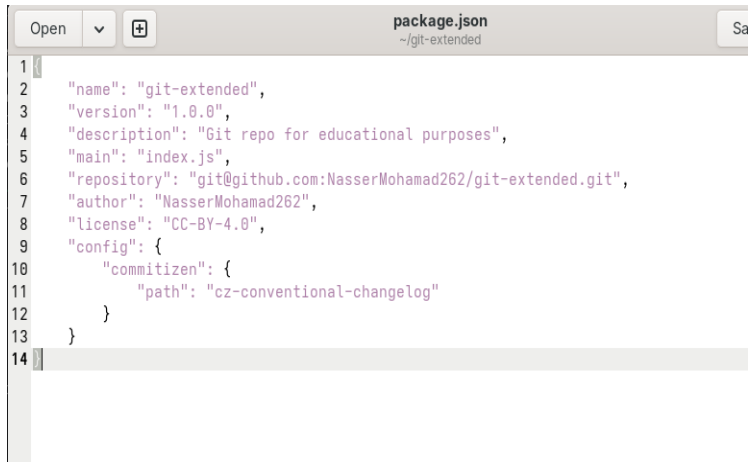 Open
package.json
~/git-extended
Sa
1 {
2     "name": "git-extended",
3     "version": "1.0.0",
4     "description": "Git repo for educational purposes",
5     "main": "index.js",
6     "repository": "git@github.com:NasserMohamad262/git-extended.git",
7     "author": "NasserMohamad262",
8     "license": "CC-BY-4.0",
9     "config": {
10         "commitizen": {
11             "path": "cz-conventional-changelog"
12         }
13     }
14 }